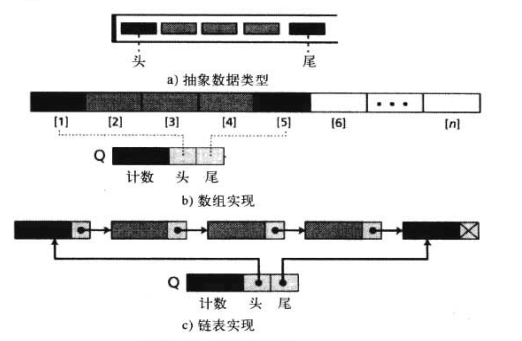 头 尾
a) 抽象数据类型
[1] [2] [3] [4] [5] [6] [n]
Q
计数 头 尾
b) 数组实现
Q
计数 头 尾
c) 链表实现